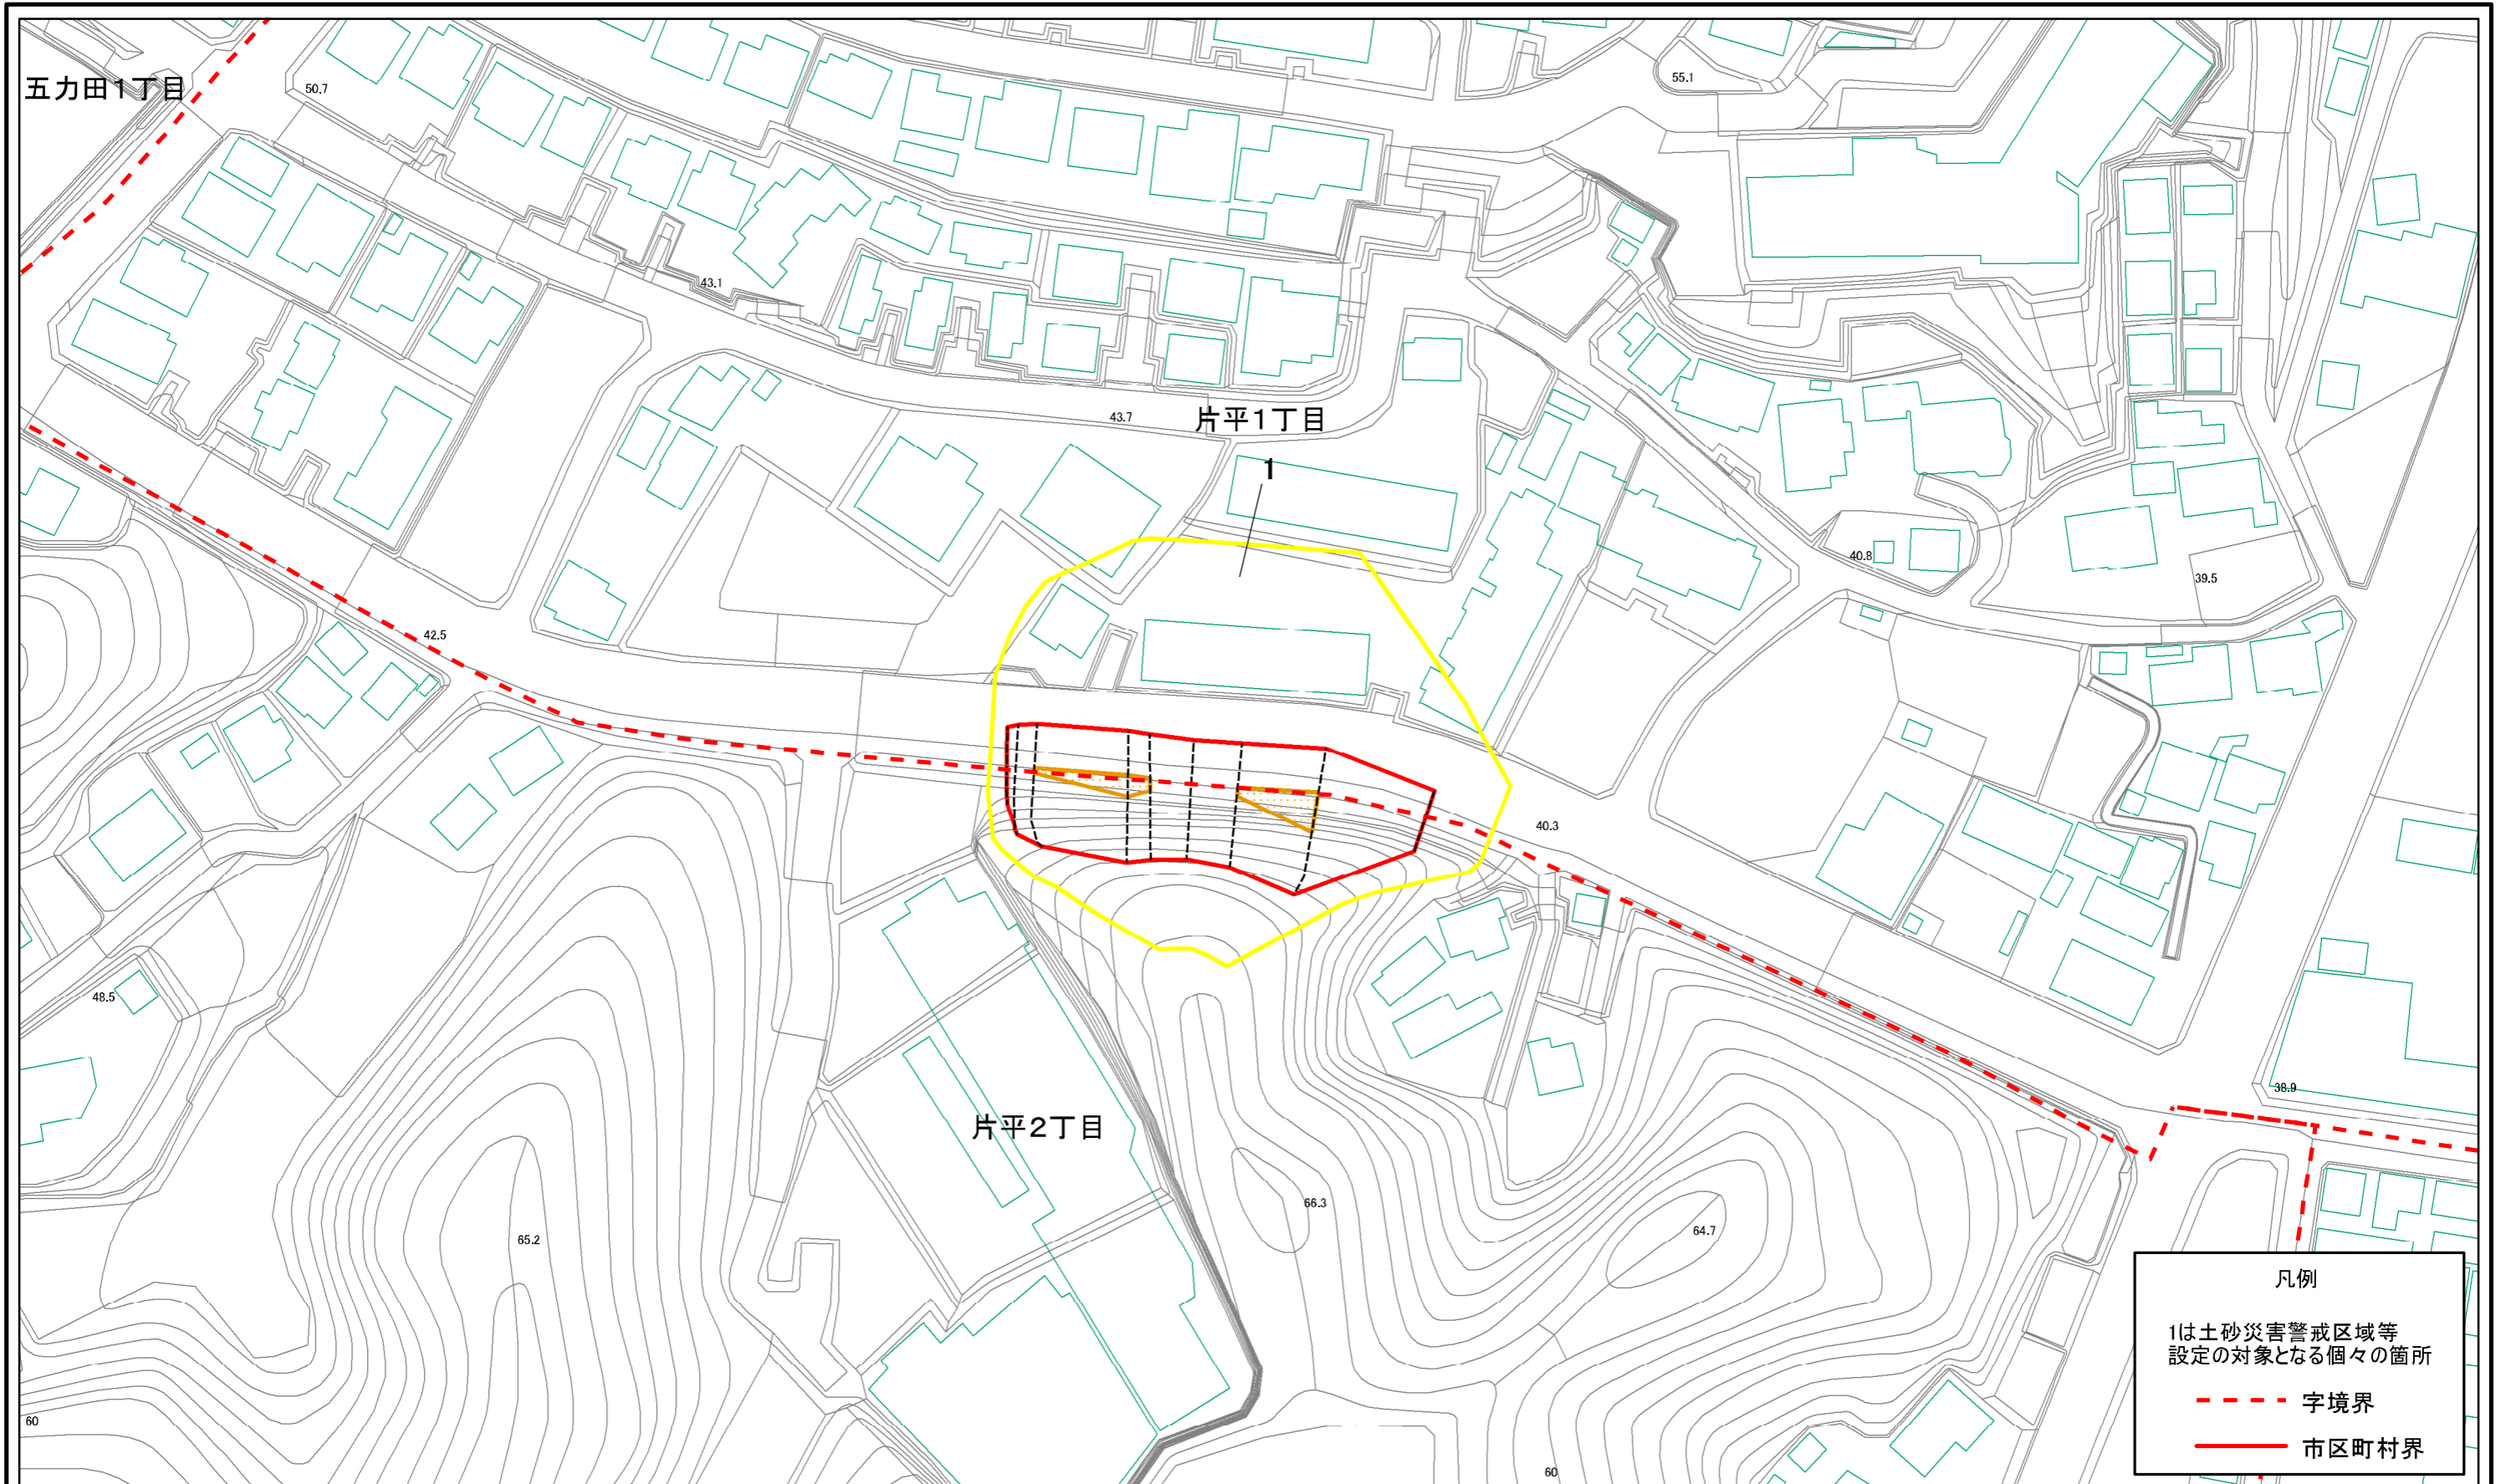 五力田1丁目
50.7
55.1
43.1
43.7
片平1丁目
1
40.8
39.5
42.5
40.3
48.5
38.9
片平2丁目
66.3
64.7
65.2
60
60
凡例
1は土砂災害警戒区域等
設定の対象となる個々の箇所
字境界
市区町村界